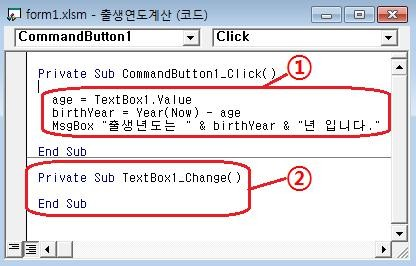 form1.xlsm - 출생연도계산 (코드)
CommandButton1 Click
Private Sub CommandButton1_Click()
①
age = TextBox1.Value
birthYear = Year(Now) - age
MsgBox "출생년도는 " & birthYear & "년 입니다."
End Sub
Private Sub TextBox1_Change()
②
End Sub